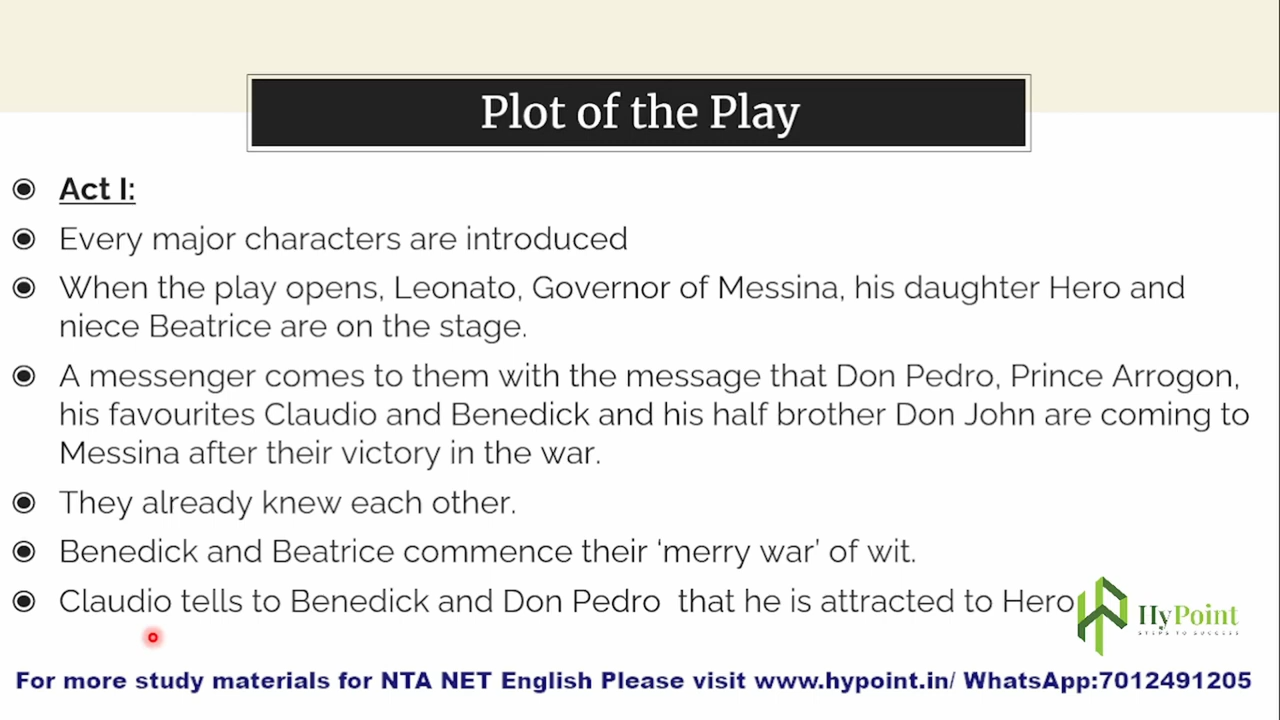 Plot of the Play
Act I:
Every major characters are introduced
When the play opens, Leonato, Governor of Messina, his daughter Hero and
niece Beatrice are on the stage.
A messenger comes to them with the message that Don Pedro, Prince Arrogon,
his favourites Claudio and Benedick and his half brother Don John are coming to
Messina after their victory in the war.
They already knew each other.
Benedick and Beatrice commence their ‘merry war’ of wit.
Claudio tells to Benedick and Don Pedro that he is attracted to Hero
HyPoint
STEPS TO SUCCESS
For more study materials for NTA NET English Please visit www.hypoint.in/ WhatsApp:7012491205